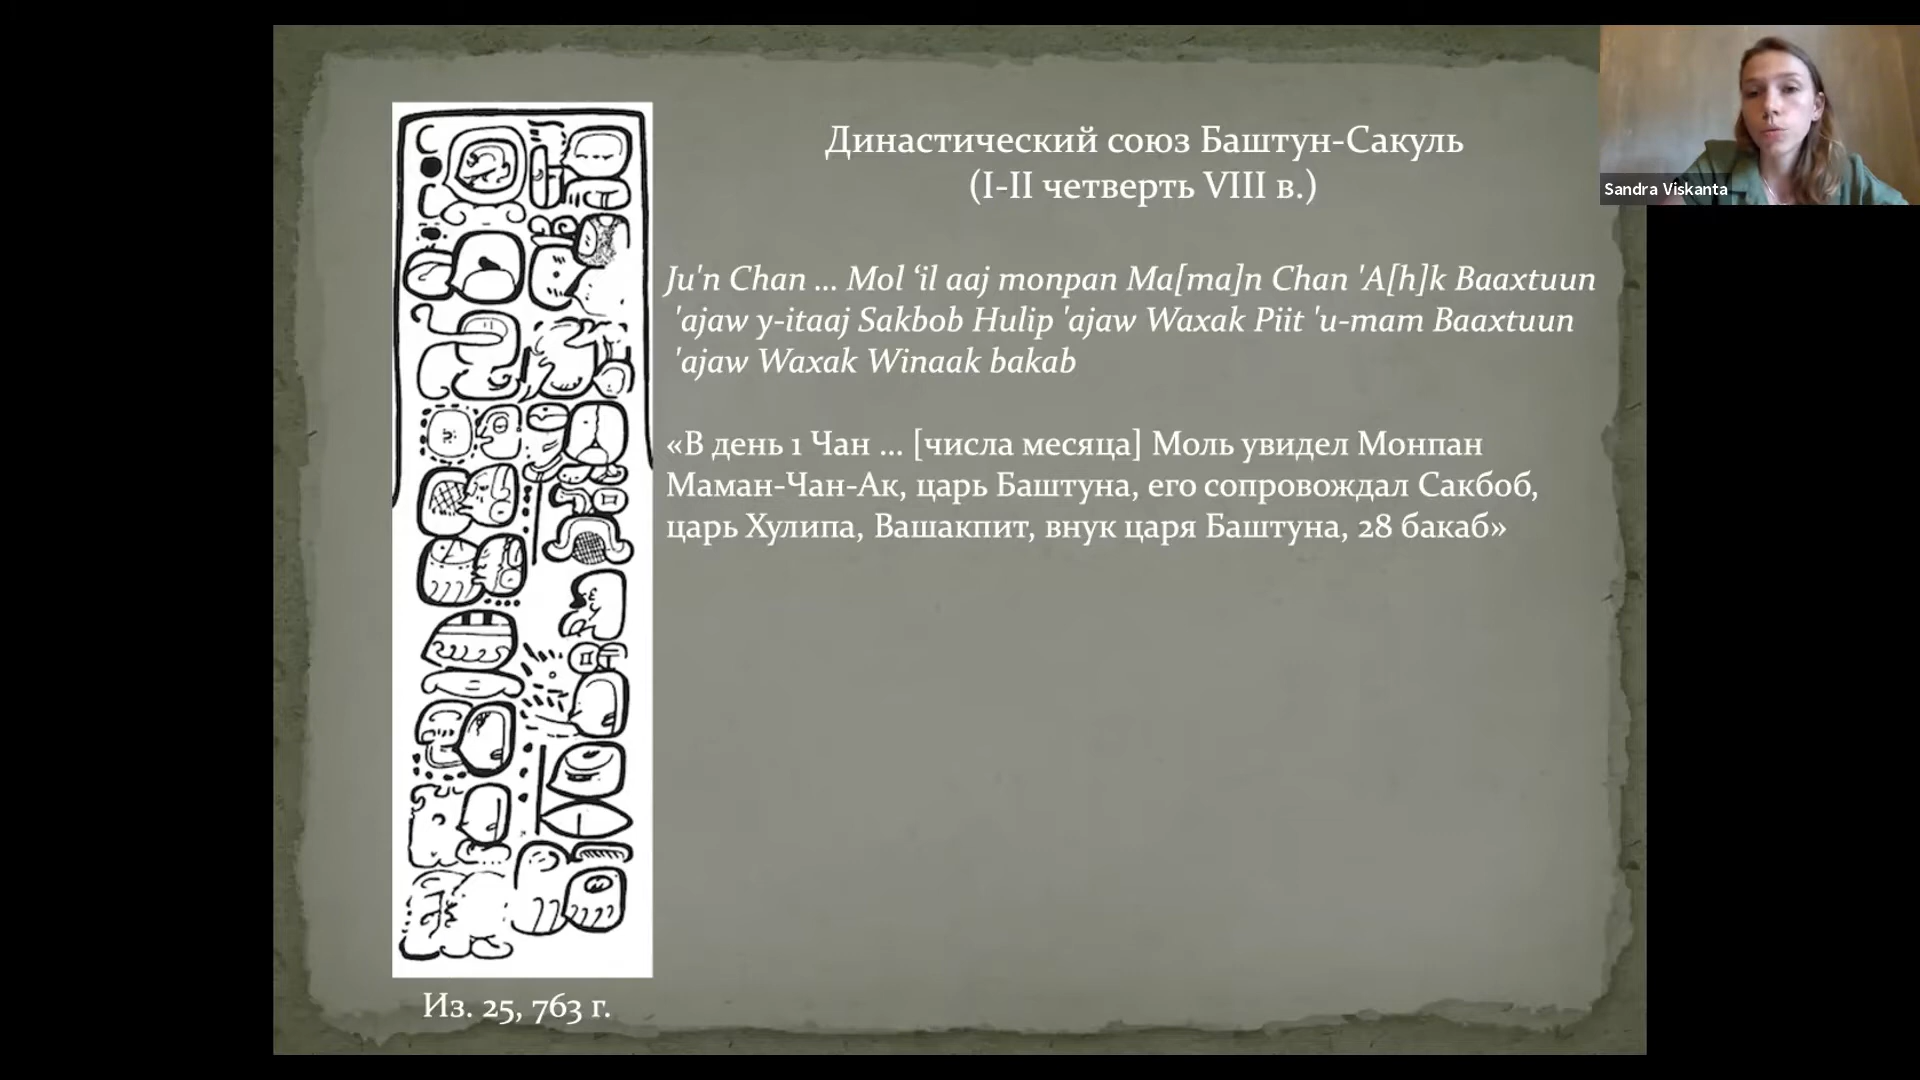 Династический союз Баштун-Сакуль
(I-II четверть VIII в.)
Sandra Viskanta
Ju'n Chan ... Mol ‘il aaj monpan Ma[ma]n Chan 'A[h]k Baaxtuun
'ajaw y-itaaj Sakbob Hulip 'ajaw Waxak Piit 'u-mam Baaxtuun
'ajaw Waxak Winaak bakab
«В день 1 Чан ... [числа месяца] Моль увидел Монпан
Маман-Чан-Ак, царь Баштуна, его сопровождал Сакбоб,
царь Хулипа, Вашакпит, внук царя Баштуна, 28 бакаб»
Из. 25, 763 г.